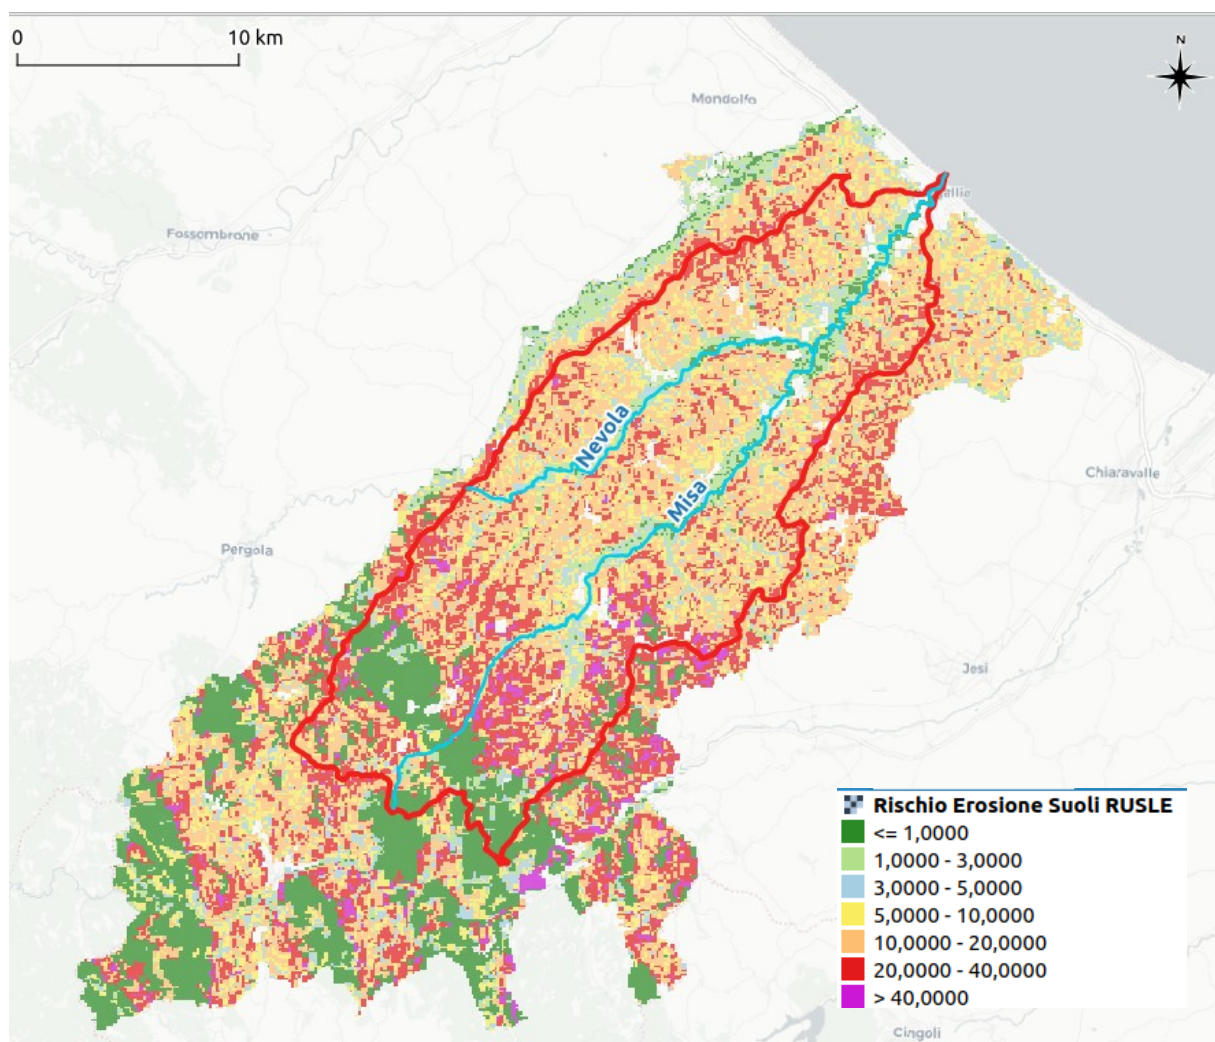 0
10 km
N
Mondolfo
Fossombrone
Nevola
Misa
Chiaravalle
Pergola
Jesi
Rischio Erosione Suoli RUSLE
<= 1,0000
1,0000 - 3,0000
3,0000 - 5,0000
5,0000 - 10,0000
10,0000 - 20,0000
20,0000 - 40,0000
> 40,0000
Cingoli